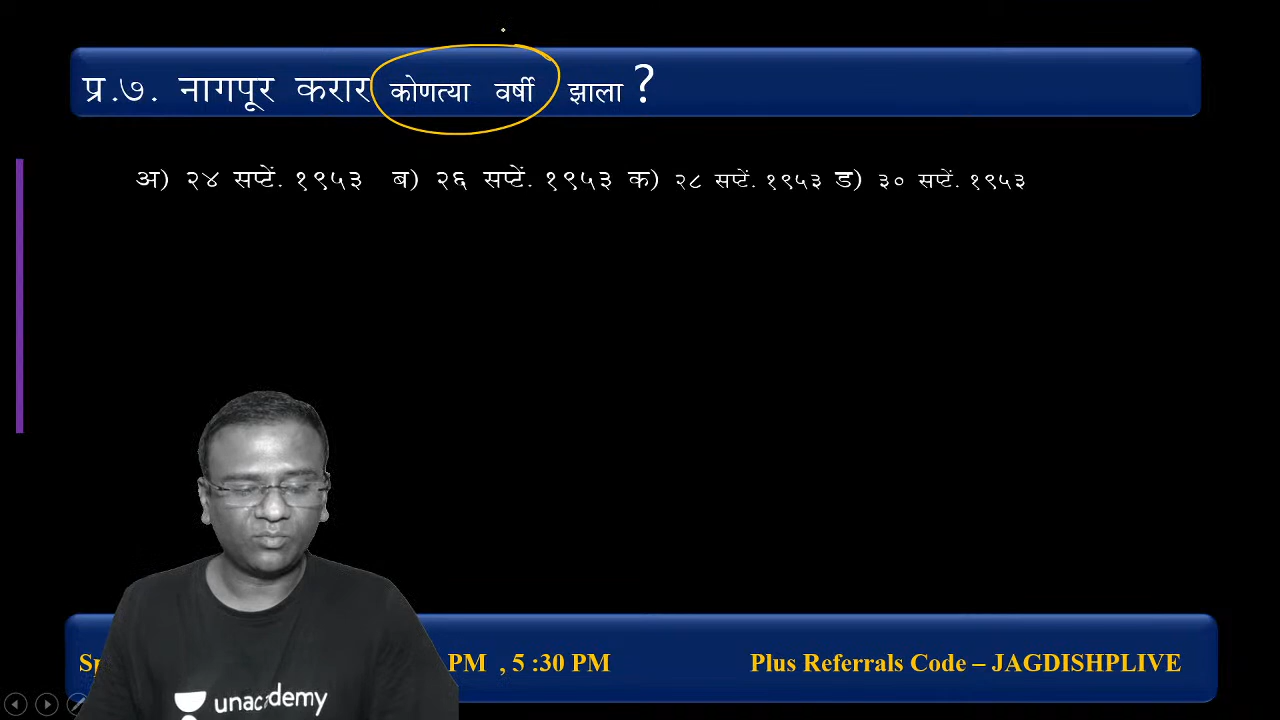 प्र.७. नागपूर करार कोणत्या वर्षी झाला ?
अ) २४ सप्टें. १९५३ ब) २६ सप्टें. १९५३ क) २८ सप्टें. १९५३ ड) ३० सप्टें. १९५३
PM , 5 :30 PM Plus Referrals Code – JAGDISHPLIVE
unacademy